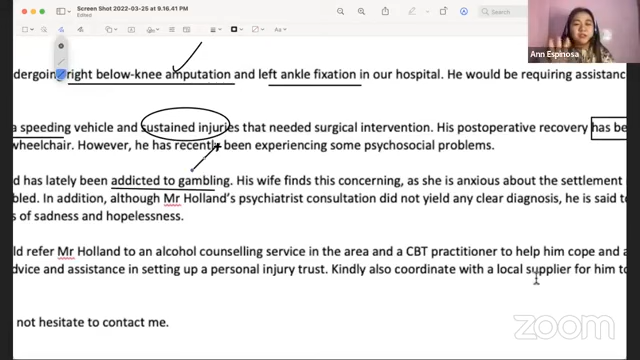 Screen Shot 2022-03-25 at
9.16.41 PM
Edited
Search
Ann Espinosa
dergoing right below-knee amputation and left ankle fixation in our hospital. He would be requiring assistanc
a speeding vehicle and sustained injuries that needed surgical intervention. His postoperative recovery has be
wheelchair. However, he has recently been experiencing some psychosocial problems.
d has lately been addicted to gambling. His wife finds this concerning, as she is anxious about the settlement
bled. In addition, although Mr Holland's psychiatrist consultation did not yield any clear diagnosis, he is said to
s of sadness and hopelessness.
ld refer Mr Holland to an alcohol counselling service in the area and a CBT practitioner to help him cope and a
dvice and assistance in setting up a personal injury trust. Kindly also coordinate with a local supplier for him to
not hesitate to contact me.
zoom